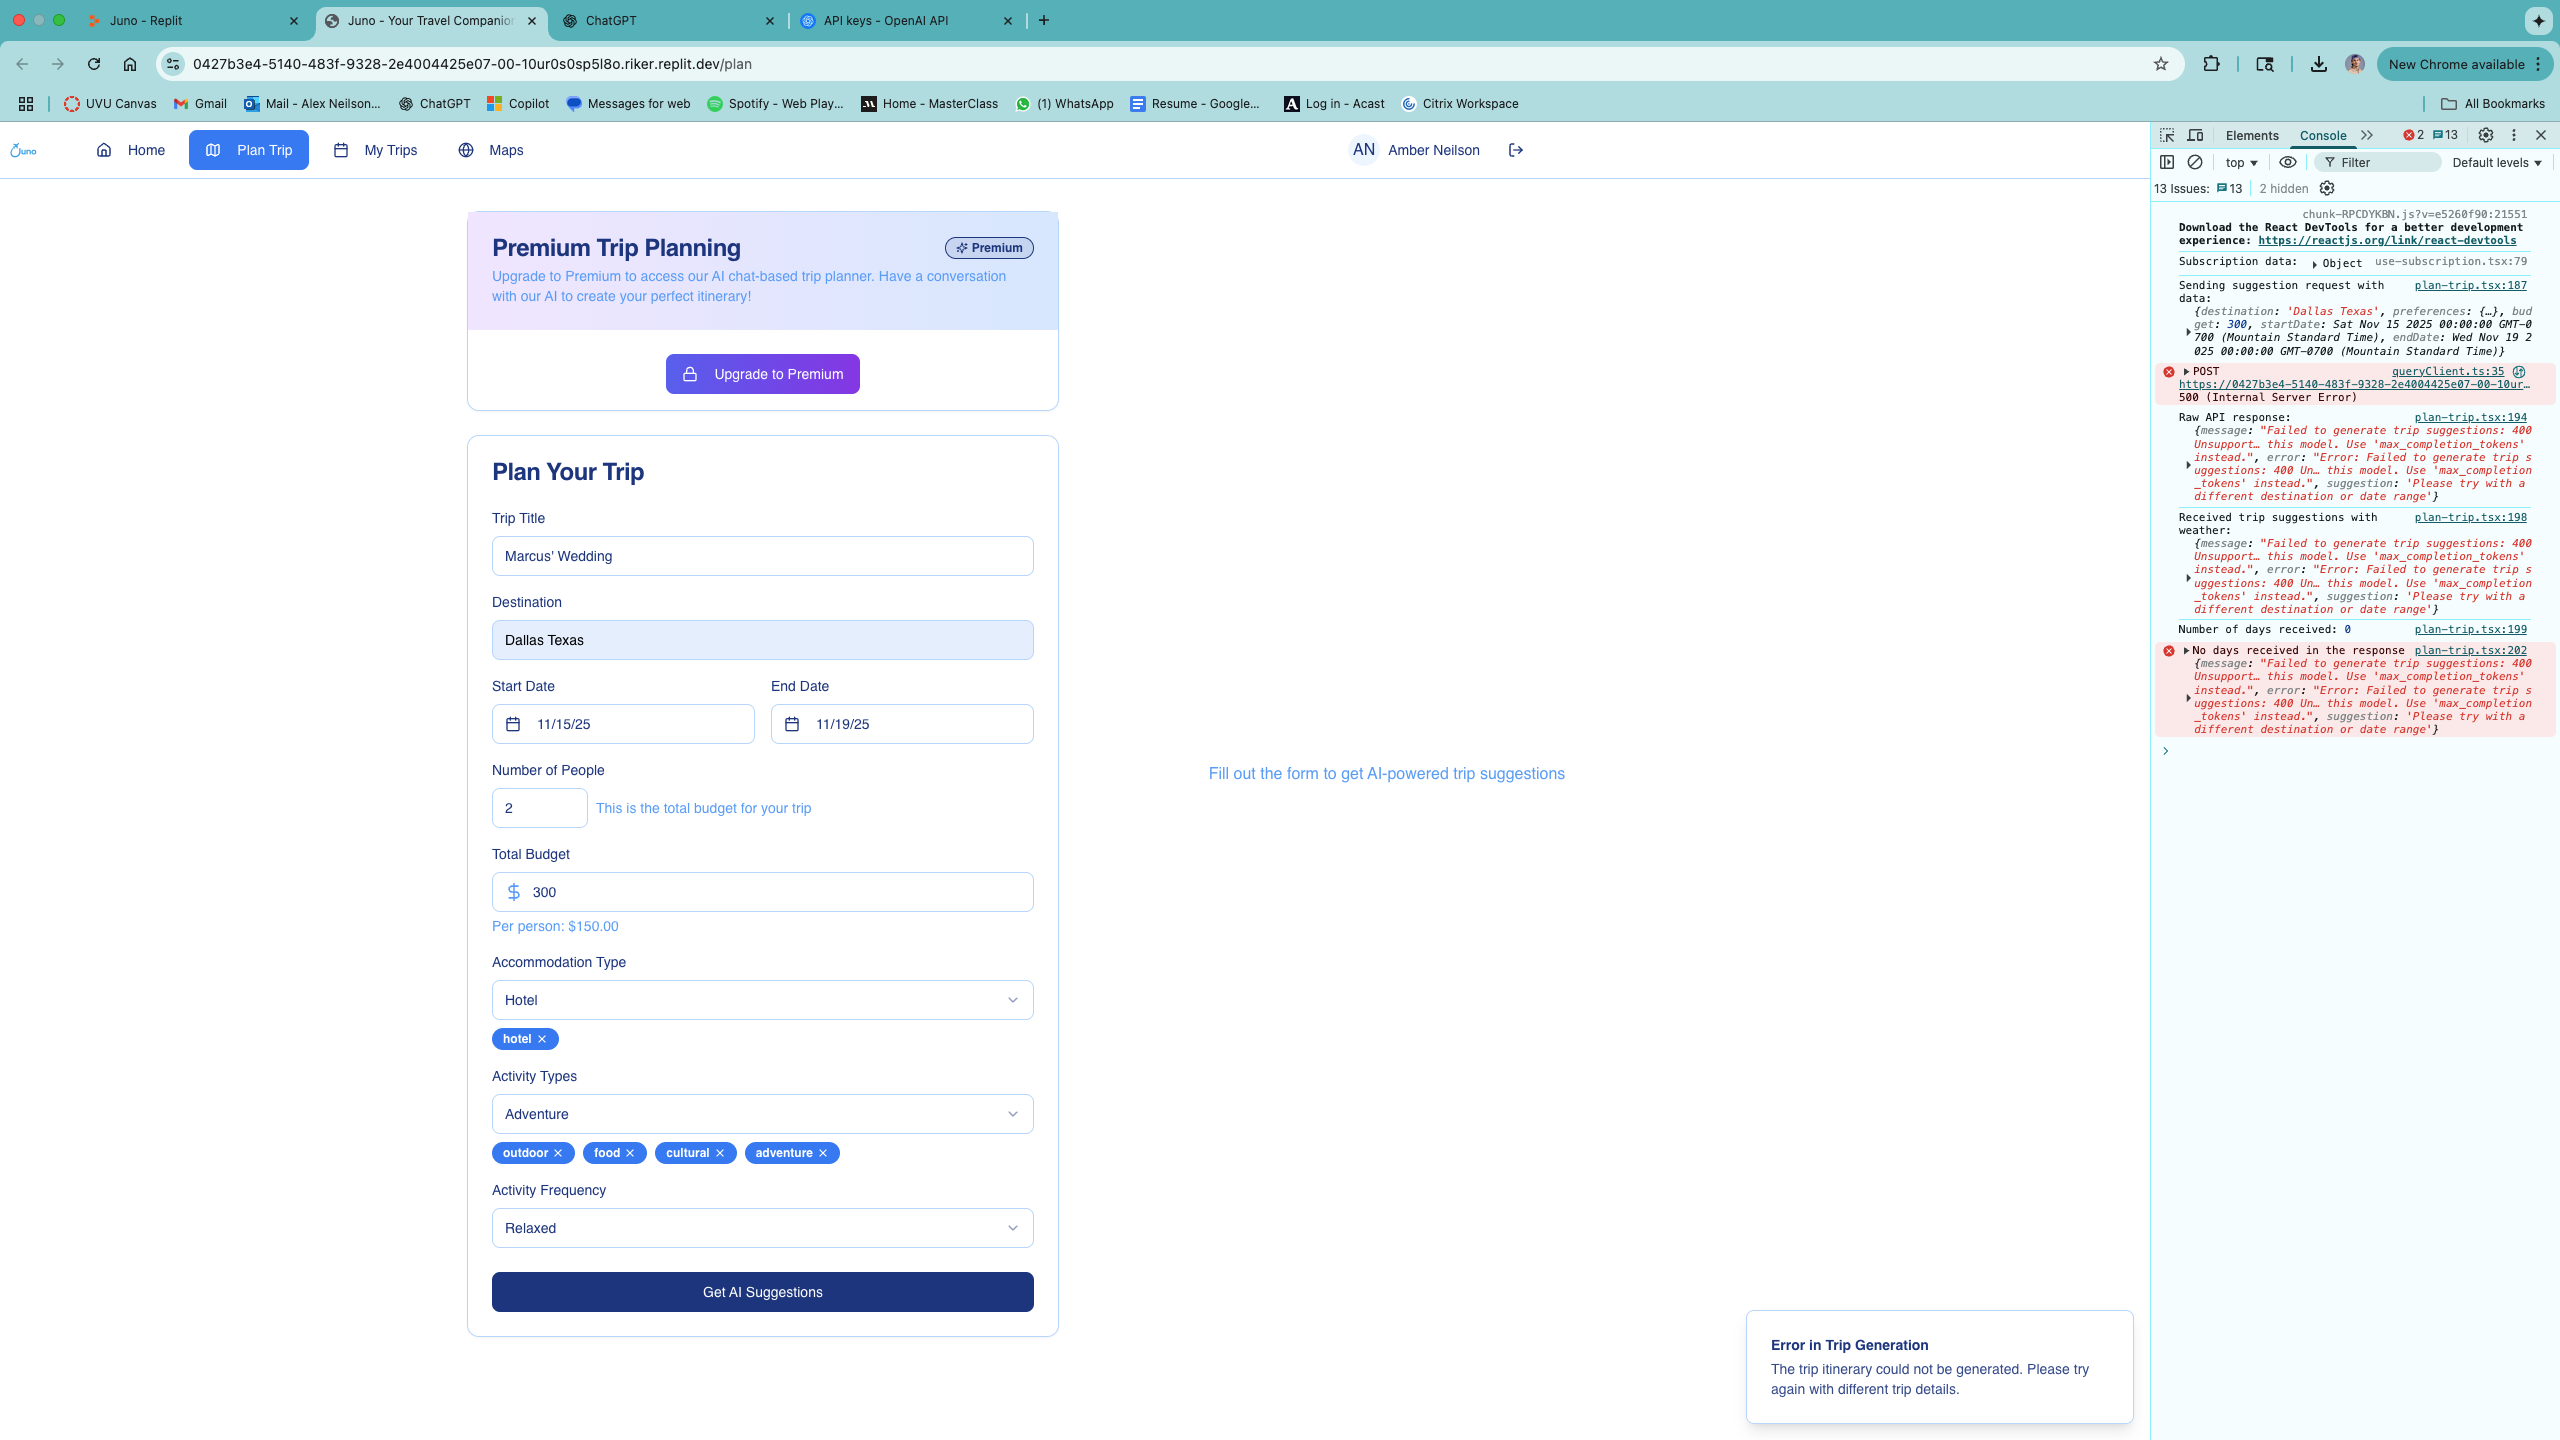 Juno - Replit
Juno - Your Travel Companion
ChatGPT
API keys - OpenAI API
0427b3e4-5140-483f-9328-2e4004425e07-00-10ur0s0sp5l8o.riker.replit.dev/plan
New Chrome available
UVU Canvas
Gmail
Mail - Alex Neilson...
ChatGPT
Copilot
Messages for web
Spotify - Web Play...
Home - MasterClass
(1) WhatsApp
Resume - Google...
Log in - Acast
Citrix Workspace
All Bookmarks
Juno
Home
Plan Trip
My Trips
Maps
AN
Amber Neilson
Premium Trip Planning
Premium
Upgrade to Premium to access our AI chat-based trip planner. Have a conversation
with our AI to create your perfect itinerary!
Upgrade to Premium
Plan Your Trip
Trip Title
Marcus' Wedding
Destination
Dallas Texas
Start Date
End Date
11/15/25
11/19/25
Number of People
2
This is the total budget for your trip
Total Budget
$ 300
Per person: $150.00
Accommodation Type
Hotel
hotel
Activity Types
Adventure
outdoor
food
cultural
adventure
Activity Frequency
Relaxed
Get AI Suggestions
Fill out the form to get AI-powered trip suggestions
Error in Trip Generation
The trip itinerary could not be generated. Please try
again with different trip details.
Elements
Console
2
13
top
Filter
Default levels
13 Issues:
13
2 hidden
chunk-RPCDYKBN.js?v=e5260f90:21551
Download the React DevTools for a better development
experience: https://reactjs.org/link/react-devtools
Subscription data: Object use-subscription.tsx:79
Sending suggestion request with plan-trip.tsx:187
data:
{destination: 'Dallas Texas', preferences: {…}, bud
get: 300, startDate: Sat Nov 15 2025 00:00:00 GMT-0
700 (Mountain Standard Time), endDate: Wed Nov 19 2
025 00:00:00 GMT-0700 (Mountain Standard Time)}
POST queryClient.ts:35
https://0427b3e4-5140-483f-9328-2e4004425e07-00-10ur…
500 (Internal Server Error)
Raw API response: plan-trip.tsx:194
{message: "Failed to generate trip suggestions: 400
Unsupport… this model. Use 'max_completion_tokens'
instead.", error: "Error: Failed to generate trip s
uggestions: 400 Un… this model. Use 'max_completion
_tokens' instead.", suggestion: 'Please try with a
different destination or date range'}
Received trip suggestions with plan-trip.tsx:198
weather:
{message: "Failed to generate trip suggestions: 400
Unsupport… this model. Use 'max_completion_tokens'
instead.", error: "Error: Failed to generate trip s
uggestions: 400 Un… this model. Use 'max_completion
_tokens' instead.", suggestion: 'Please try with a
different destination or date range'}
Number of days received: 0 plan-trip.tsx:199
No days received in the response plan-trip.tsx:202
{message: "Failed to generate trip suggestions: 400
Unsupport… this model. Use 'max_completion_tokens'
instead.", error: "Error: Failed to generate trip s
uggestions: 400 Un… this model. Use 'max_completion
_tokens' instead.", suggestion: 'Please try with a
different destination or date range'}